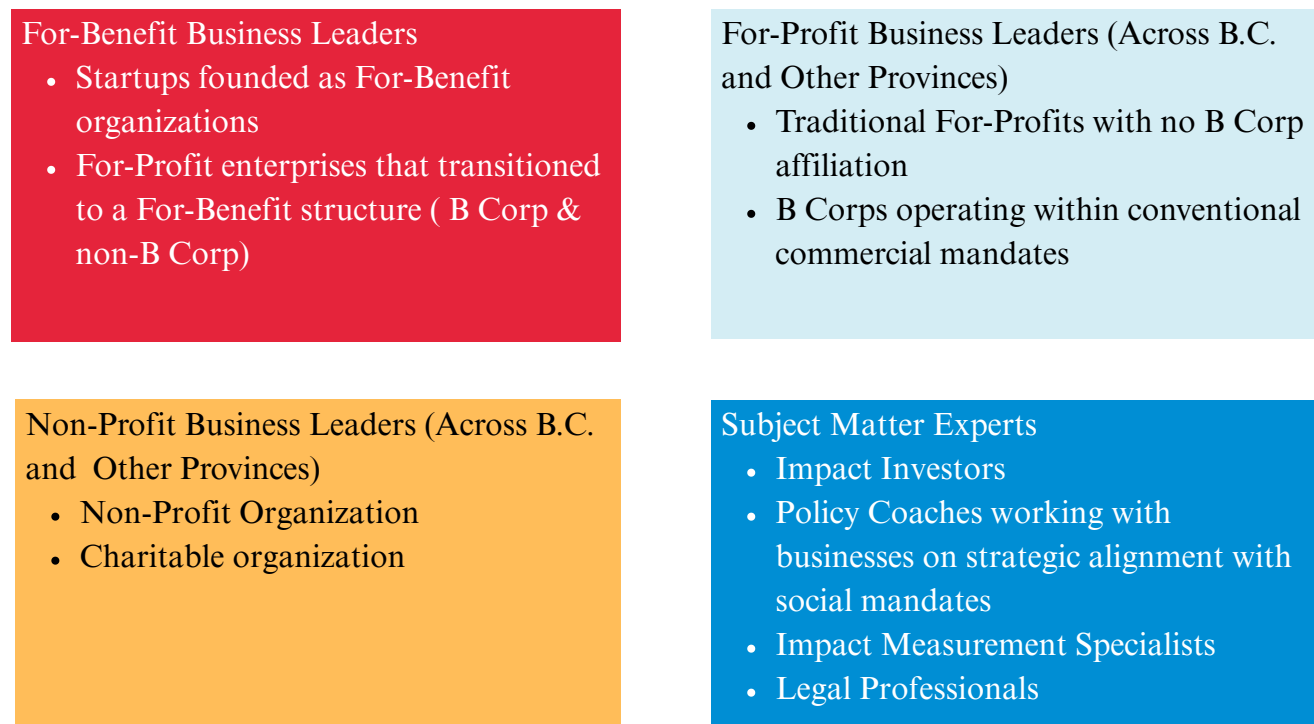 For-Benefit Business Leaders
• Startups founded as For-Benefit
organizations
• For-Profit enterprises that transitioned
to a For-Benefit structure ( B Corp &
non-B Corp)
For-Profit Business Leaders (Across B.C.
and Other Provinces)
• Traditional For-Profits with no B Corp
affiliation
• B Corps operating within conventional
commercial mandates
Non-Profit Business Leaders (Across B.C.
and  Other Provinces)
• Non-Profit Organization
• Charitable organization
Subject Matter Experts
• Impact Investors
• Policy Coaches working with
businesses on strategic alignment with
social mandates
• Impact Measurement Specialists
• Legal Professionals